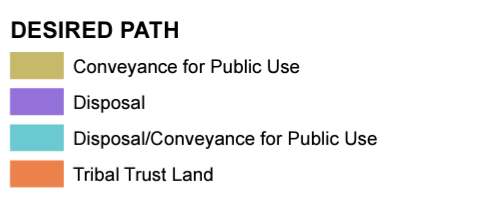 DESIRED PATH
Conveyance for Public Use
Disposal
Disposal/Conveyance for Public Use
Tribal Trust Land